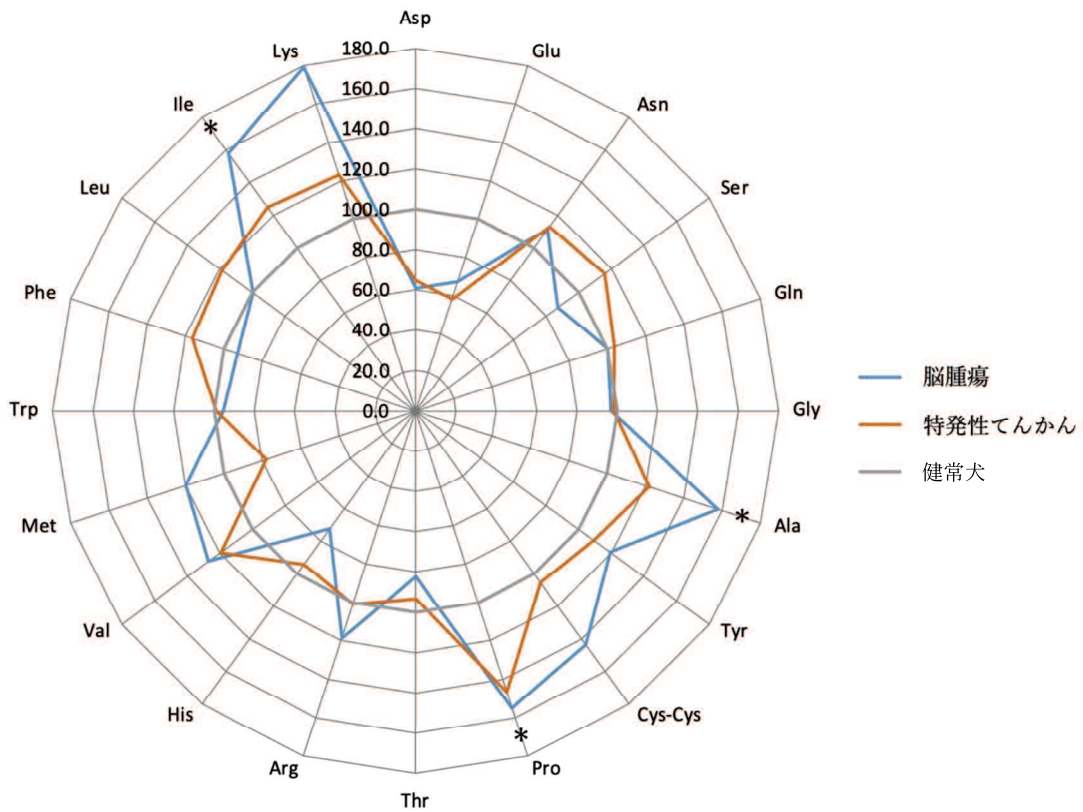 Asp
Glu
Asn
Ser
Gln
Gly
Ala
*
Tyr
Cys-Cys
Pro
*
Thr
Arg
His
Val
Met
Trp
Phe
Leu
Ile
*
Lys
180.0
160.0
140.0
120.0
100.0
80.0
60.0
40.0
20.0
0.0
脳腫瘍
特発性てんかん
健常犬